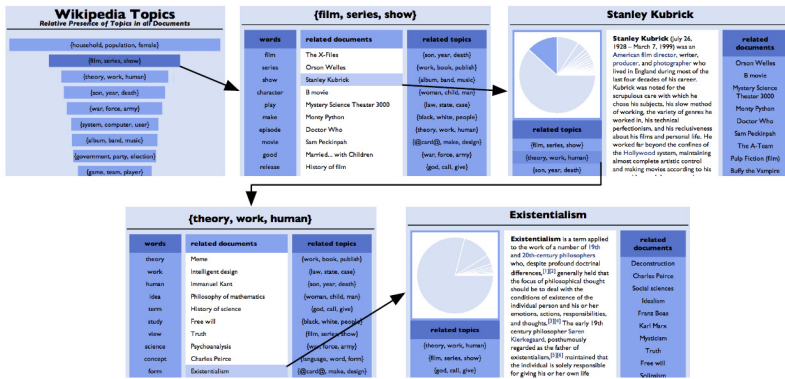 Wikipedia Topics
Relative Presence of Topics in all Documents
{household, population, female}
{film, series, show}
{theory, work, human}
{son, year, death}
{war, force, army}
{system, computer, user}
{album, band, music}
{government, party, election}
{game, team, player}
{film, series, show}
words
related documents
related topics
film
The X-Files
{son, year, death}
series
Orson Welles
{work, book, publish}
show
Stanley Kubrick
{album, band, music}
character
B movie
{woman, child, man}
play
Mystery Science Theater 3000
{law, state, case}
make
Monty Python
{black, white, people}
episode
Doctor Who
{theory, work, human}
movie
Sam Peckinpah
{@card@, make, design}
good
Married... with Children
{war, force, army}
release
History of film
{god, call, give}
Stanley Kubrick
related topics
{film, series, show}
{theory, work, human}
{son, year, death}
Stanley Kubrick (July 26,
1928 – March 7, 1999) was an
American film director, writer,
producer, and photographer who
lived in England during most of the
last four decades of his career.
Kubrick was noted for the
scrupulous care with which he
chose his subjects, his slow method
of working, the variety of genres he
worked in, his technical
perfectionism, and his reclusiveness
about his films and personal life. He
worked far beyond the confines of
the Hollywood system, maintaining
almost complete artistic control
and making movies according to his
related
documents
Orson Welles
B movie
Mystery Science
Theater 3000
Monty Python
Doctor Who
Sam Peckinpah
The A-Team
Pulp Fiction (film)
Buffy the Vampire
{theory, work, human}
words
related documents
related topics
theory
Meme
{work, book, publish}
work
Intelligent design
{law, state, case}
human
Immanuel Kant
{son, year, death}
idea
Philosophy of mathematics
{woman, child, man}
term
History of science
{god, call, give}
study
Free will
{black, white, people}
view
Truth
{film, series, show}
science
Psychoanalysis
{war, force, army}
concept
Charles Peirce
{language, word, form}
form
Existentialism
{@card@, make, design}
Existentialism
related topics
{theory, work, human}
{film, series, show}
{god, call, give}
Existentialism is a term applied
to the work of a number of 19th
and 20th-century philosophers
who, despite profound doctrinal
differences,[1][2] generally held that
the focus of philosophical thought
should be to deal with the
conditions of existence of the
individual person and his or her
emotions, actions, responsibilities,
and thoughts.[3][4] The early 19th
century philosopher Søren
Kierkegaard, posthumously
regarded as the father of
existentialism,[5][6] maintained that
the individual is solely responsible
for giving his or her own life
related
documents
Deconstruction
Charles Peirce
Social sciences
Idealism
Franz Boas
Karl Marx
Mysticism
Truth
Free will
Solipsism